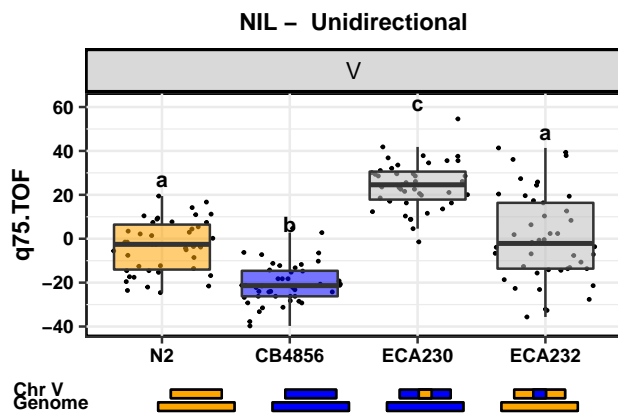 NIL – Unidirectional
V
q75.TOF
60
40
20
0
−20
−40
a
b
c
a
N2 CB4856 ECA230 ECA232
Chr V
Genome